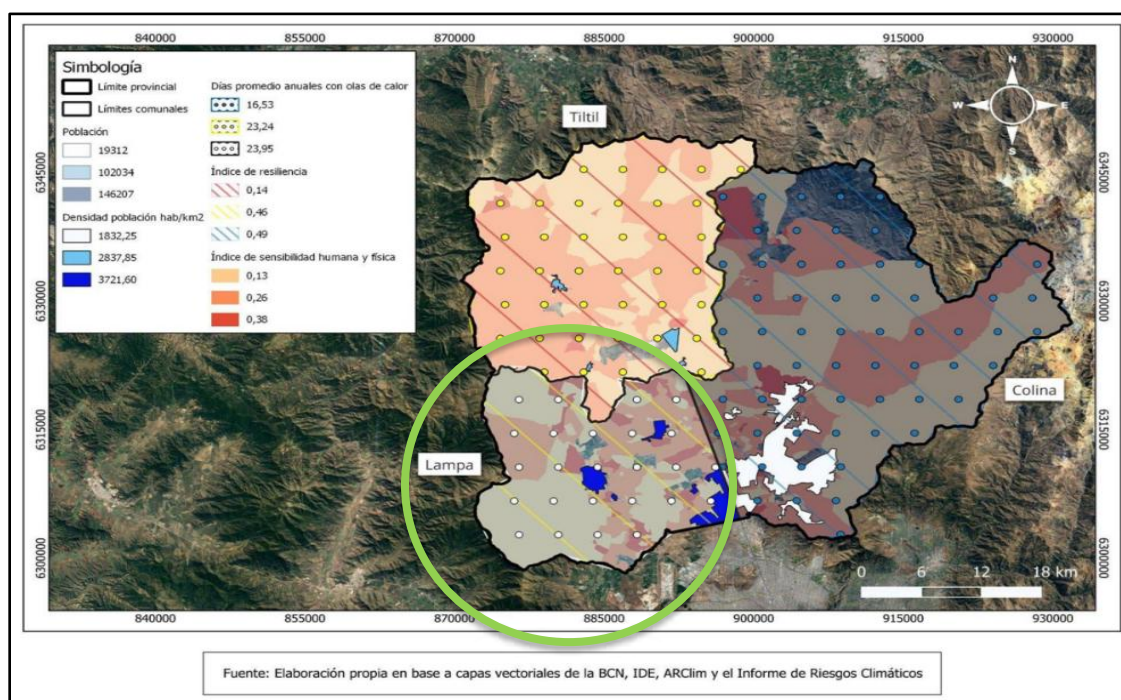 840000 855000 870000 885000 900000 915000 930000
Simbología
Límite provincial
Límites comunales
Población
19312
102034
146207
Densidad población hab/km2
1832,25
2837,85
3721,60
Días promedio anuales con olas de calor
16,53
23,24
23,95
Índice de resiliencia
0,14
0,46
0,49
Índice de sensibilidad humana y física
0,13
0,26
0,38
Tiltil
N
W E
S
6345000 6345000
6330000 6330000
Colina
6315000 6315000
Lampa
6300000 6300000
0 6 12 18 km
840000 855000 870000 885000 900000 915000 930000
Fuente: Elaboración propia en base a capas vectoriales de la BCN, IDE, ARClim y el Informe de Riesgos Climáticos